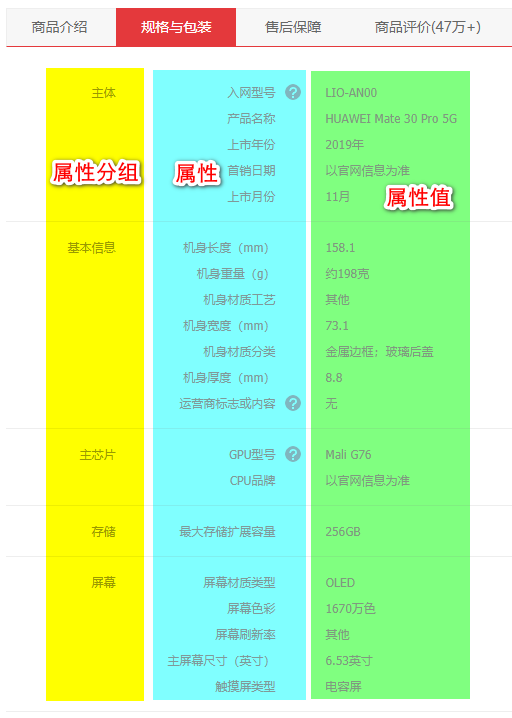 商品介绍 规格与包装 售后保障 商品评价(47万+)
主体 入网型号 ? LIO-AN00
产品名称 HUAWEI Mate 30 Pro 5G
上市年份 2019年
属性分组 属性 首销日期 以官网信息为准
上市月份 11月 属性值
基本信息 机身长度（mm） 158.1
机身重量（g） 约198克
机身材质工艺 其他
机身宽度（mm） 73.1
机身材质分类 金属边框；玻璃后盖
机身厚度（mm） 8.8
运营商标志或内容 ? 无
主芯片 GPU型号 ? Mali G76
CPU品牌 以官网信息为准
存储 最大存储扩展容量 256GB
屏幕 屏幕材质类型 OLED
屏幕色彩 1670万色
屏幕刷新率 其他
主屏幕尺寸（英寸） 6.53英寸
触摸屏类型 电容屏